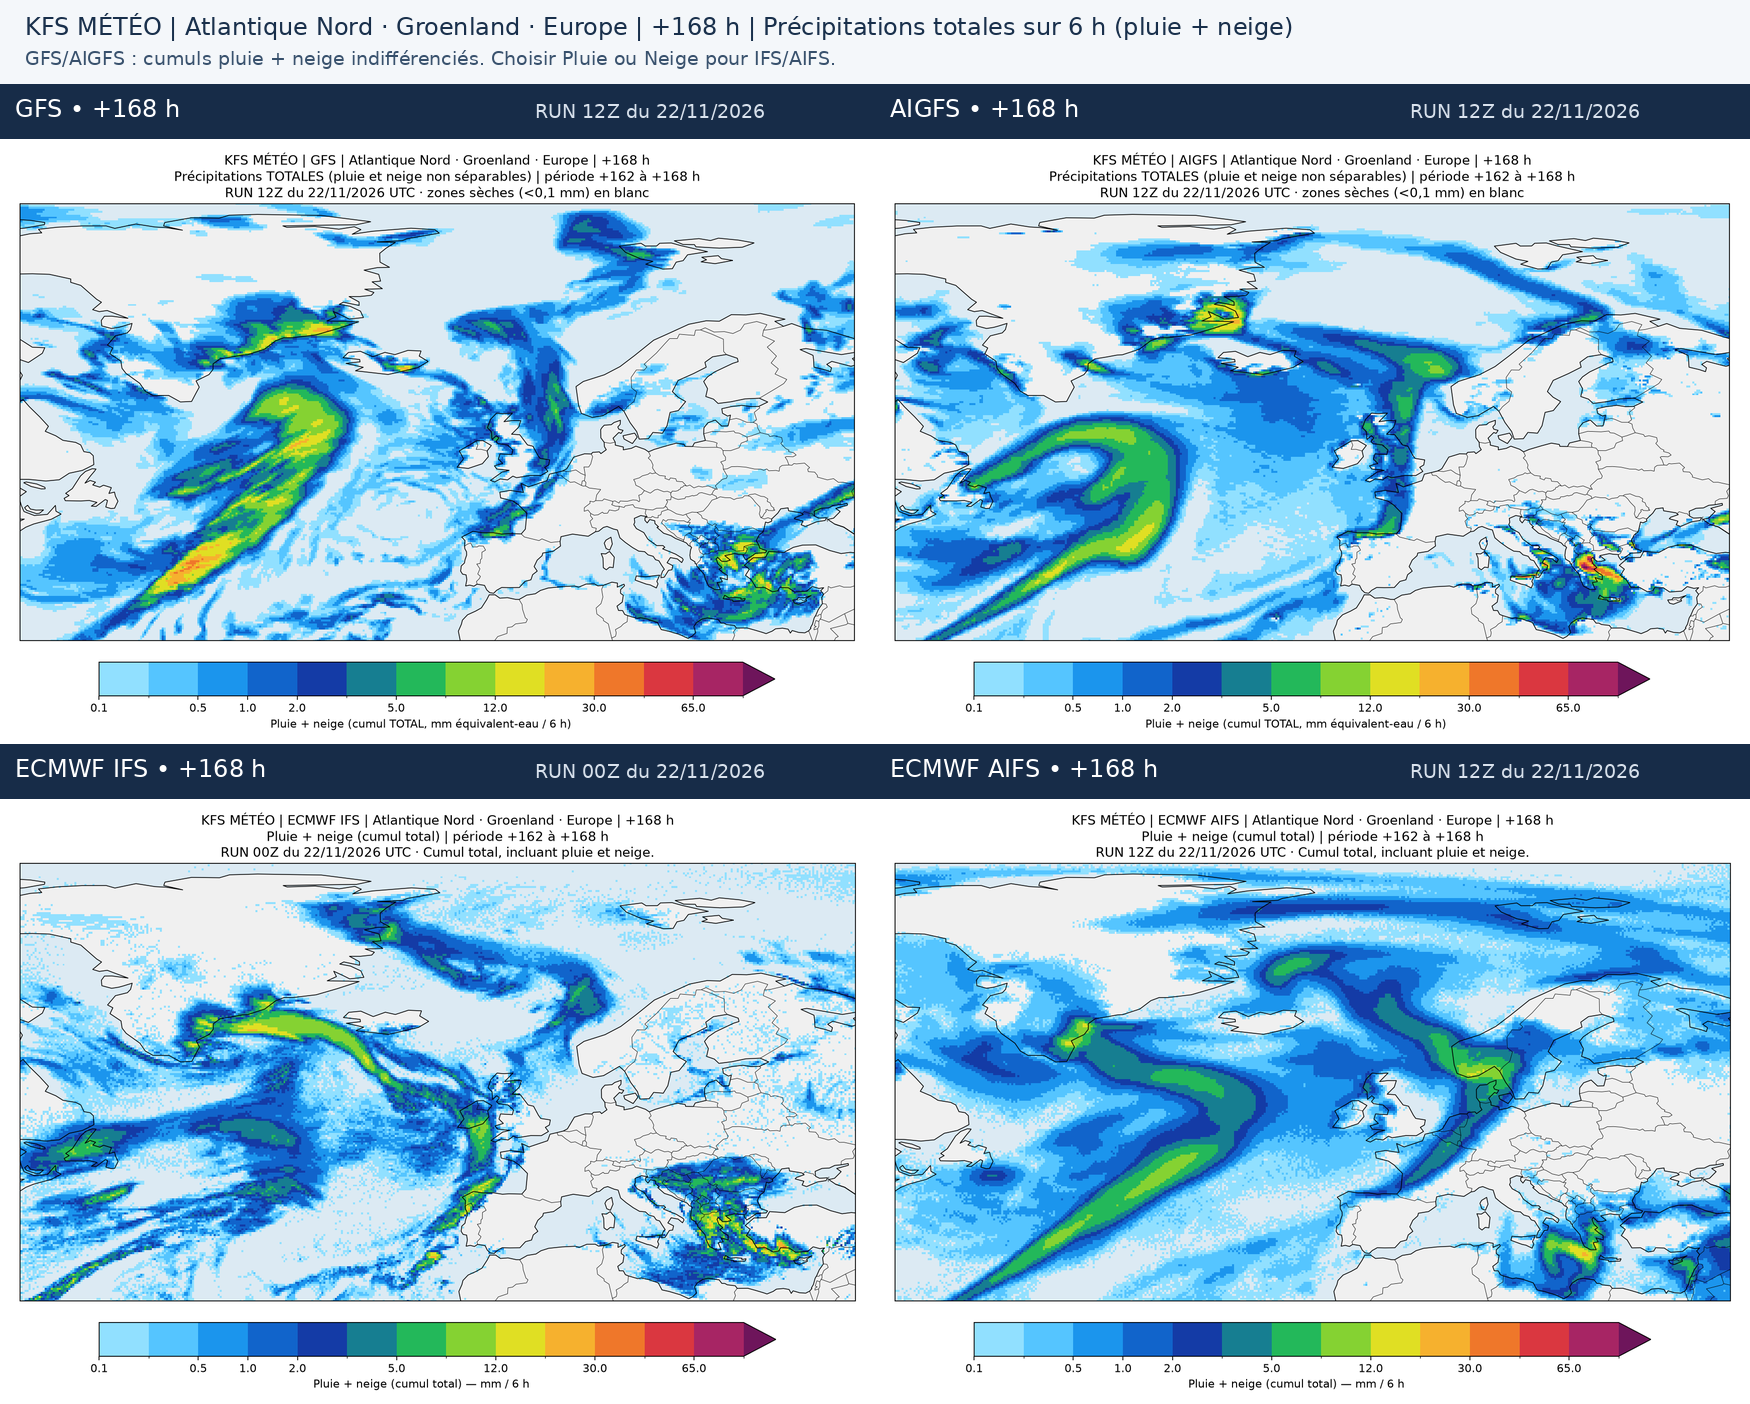 KFS MÉTÉO | Atlantique Nord · Groenland · Europe | +168 h | Précipitations totales sur 6 h (pluie + neige)
GFS/AIGFS : cumuls pluie + neige indifférenciés. Choisir Pluie ou Neige pour IFS/AIFS.
GFS • +168 h
RUN 12Z du 22/11/2026
AIGFS • +168 h
RUN 12Z du 22/11/2026
KFS MÉTÉO | GFS | Atlantique Nord · Groenland · Europe | +168 h
Précipitations TOTALES (pluie et neige non séparables) | période +162 à +168 h
RUN 12Z du 22/11/2026 UTC · zones sèches (<0,1 mm) en blanc
KFS MÉTÉO | AIGFS | Atlantique Nord · Groenland · Europe | +168 h
Précipitations TOTALES (pluie et neige non séparables) | période +162 à +168 h
RUN 12Z du 22/11/2026 UTC · zones sèches (<0,1 mm) en blanc
0.1 0.5 1.0 2.0 5.0 12.0 30.0 65.0
Pluie + neige (cumul TOTAL, mm équivalent-eau / 6 h)
0.1 0.5 1.0 2.0 5.0 12.0 30.0 65.0
Pluie + neige (cumul TOTAL, mm équivalent-eau / 6 h)
ECMWF IFS • +168 h
RUN 00Z du 22/11/2026
ECMWF AIFS • +168 h
RUN 12Z du 22/11/2026
KFS MÉTÉO | ECMWF IFS | Atlantique Nord · Groenland · Europe | +168 h
Pluie + neige (cumul total) | période +162 à +168 h
RUN 00Z du 22/11/2026 UTC · Cumul total, incluant pluie et neige.
KFS MÉTÉO | ECMWF AIFS | Atlantique Nord · Groenland · Europe | +168 h
Pluie + neige (cumul total) | période +162 à +168 h
RUN 12Z du 22/11/2026 UTC · Cumul total, incluant pluie et neige.
0.1 0.5 1.0 2.0 5.0 12.0 30.0 65.0
Pluie + neige (cumul total) — mm / 6 h
0.1 0.5 1.0 2.0 5.0 12.0 30.0 65.0
Pluie + neige (cumul total) — mm / 6 h